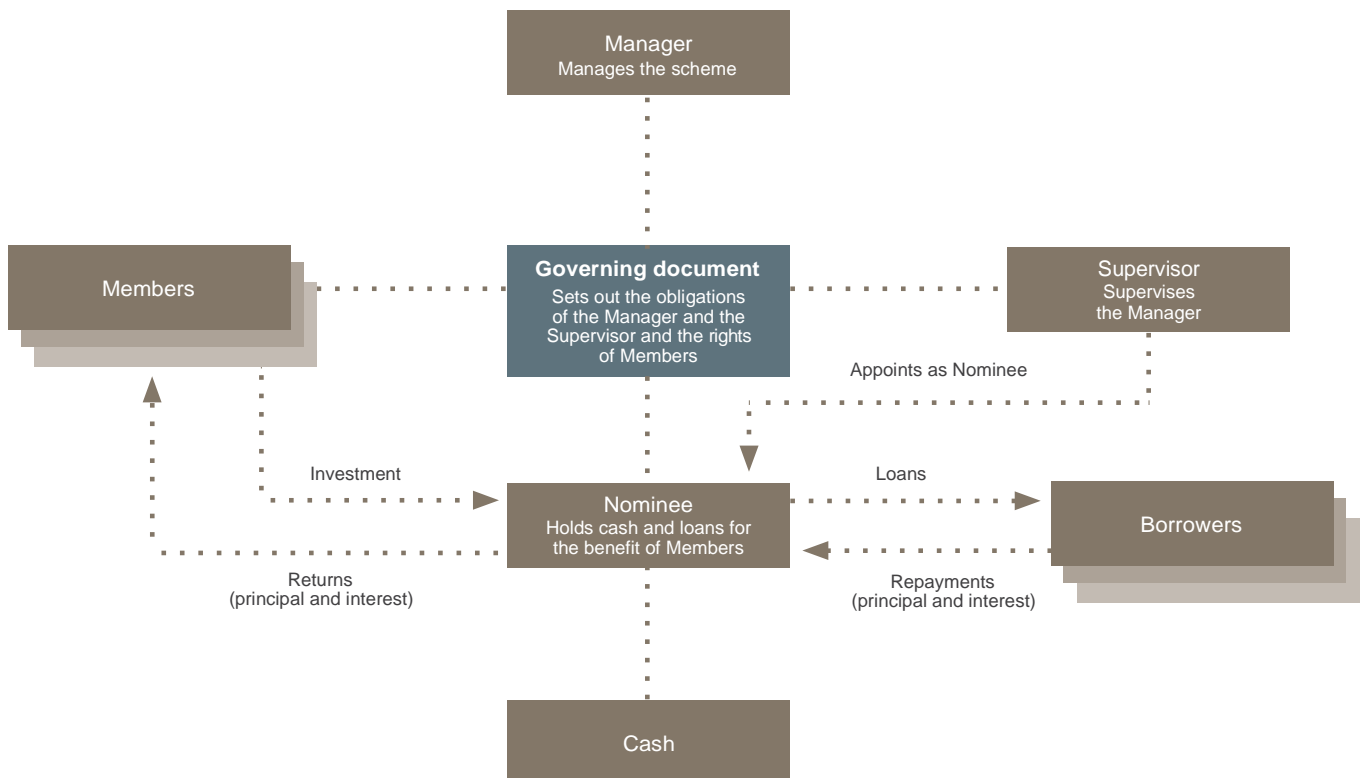 Manager
Manages the scheme
Members
Governing document
Sets out the obligations
of the Manager and the
Supervisor and the rights
of Members
Supervisor
Supervises
the Manager
Appoints as Nominee
Investment
Loans
Nominee
Holds cash and loans for
the benefit of Members
Borrowers
Returns
(principal and interest)
Repayments
(principal and interest)
Cash